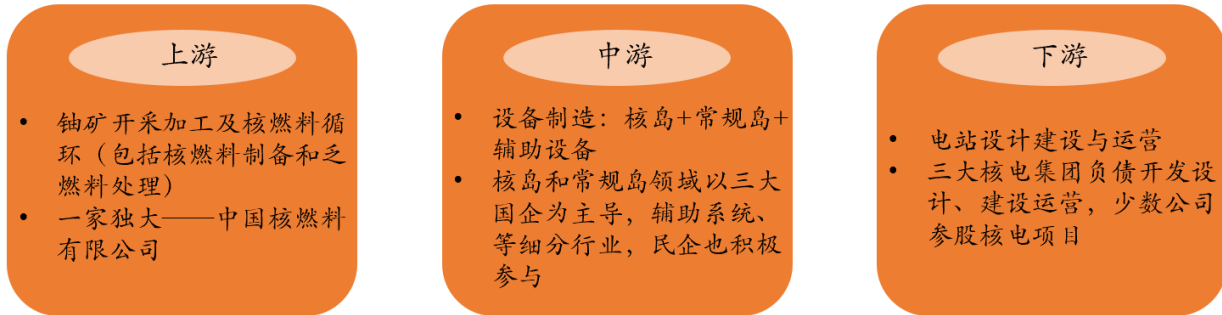 上游
• 铀矿开采加工及核燃料循
环（包括核燃料制备和乏
燃料处理）
• 一家独大——中国核燃料
有限公司
中游
• 设备制造：核岛+常规岛+
辅助设备
• 核岛和常规岛领域以三大
国企为主导，辅助系统、
等细分行业，民企也积极
参与
下游
• 电站设计建设与运营
• 三大核电集团负债开发设
计、建设运营，少数公司
参股核电项目